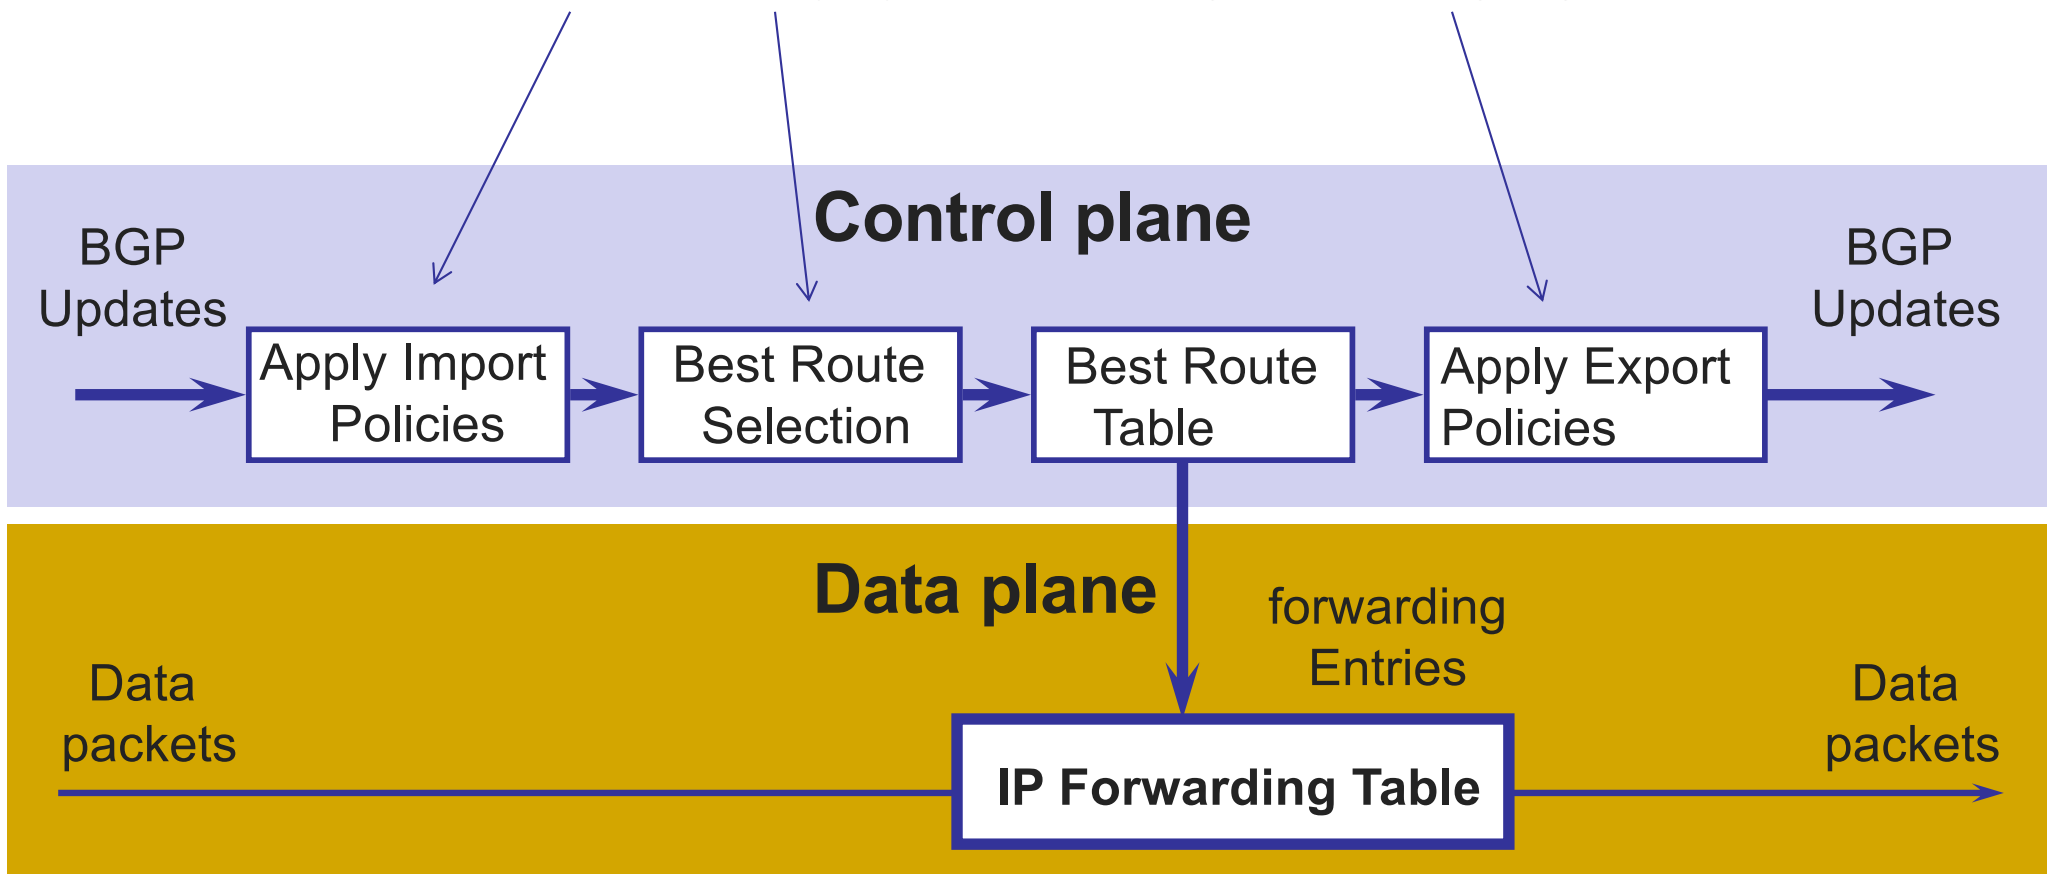 Control plane
BGP
Updates
BGP
Updates
Apply Import
Policies
Best Route
Selection
Best Route
Table
Apply Export
Policies
Data plane
forwarding
Entries
Data
packets
Data
packets
IP Forwarding Table